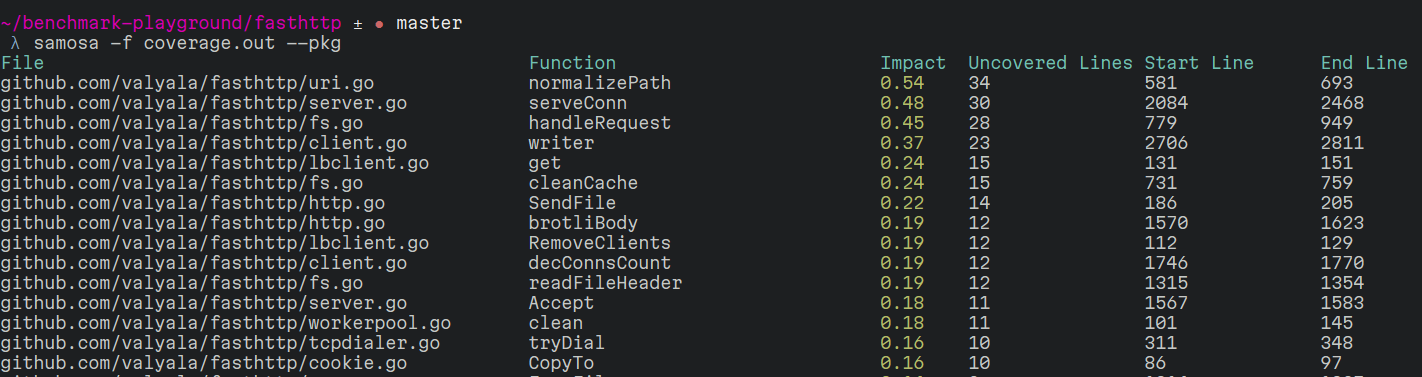 ~/benchmark-playground/fasthttp ± ● master
λ samosa -f coverage.out --pkg
File Function Impact Uncovered Lines Start Line End Line
github.com/valyala/fasthttp/uri.go normalizePath 0.54 34 581 693
github.com/valyala/fasthttp/server.go serveConn 0.48 30 2084 2468
github.com/valyala/fasthttp/fs.go handleRequest 0.45 28 779 949
github.com/valyala/fasthttp/client.go writer 0.37 23 2706 2811
github.com/valyala/fasthttp/lbclient.go get 0.24 15 131 151
github.com/valyala/fasthttp/fs.go cleanCache 0.24 15 731 759
github.com/valyala/fasthttp/http.go SendFile 0.22 14 186 205
github.com/valyala/fasthttp/http.go brotliBody 0.19 12 1570 1623
github.com/valyala/fasthttp/lbclient.go RemoveClients 0.19 12 112 129
github.com/valyala/fasthttp/client.go decConnsCount 0.19 12 1746 1770
github.com/valyala/fasthttp/fs.go readFileHeader 0.19 12 1315 1354
github.com/valyala/fasthttp/server.go Accept 0.18 11 1567 1583
github.com/valyala/fasthttp/workerpool.go clean 0.18 11 101 145
github.com/valyala/fasthttp/tcpdialer.go tryDial 0.16 10 311 348
github.com/valyala/fasthttp/cookie.go CopyTo 0.16 10 86 97